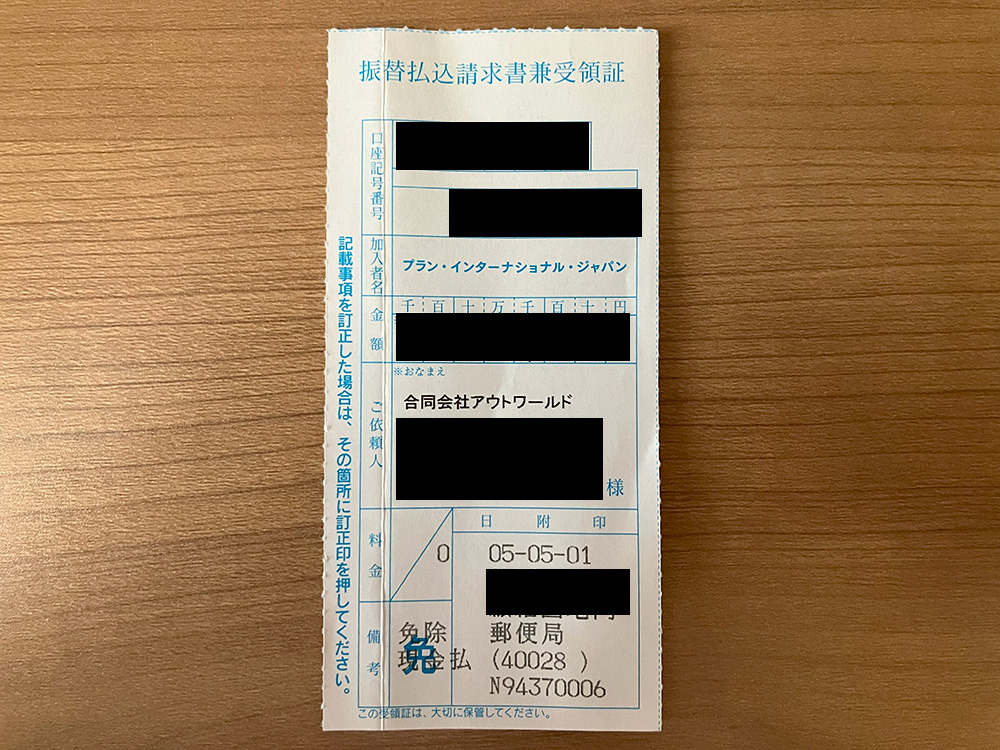 振替払込請求書兼受領証
口座記号番号
加入者名
プラン・インターナショナル・ジャパン
金額
千百十万千百十円
※おなまえ
ご依頼人
合同会社アウトワールド
様
料金
0
日附印
05-05-01
備考
免除
現金払
免
郵便局
(40028 )
N94370006
記載事項を訂正した場合は、その箇所に訂正印を押してください。
この受領証は、大切に保管してください。